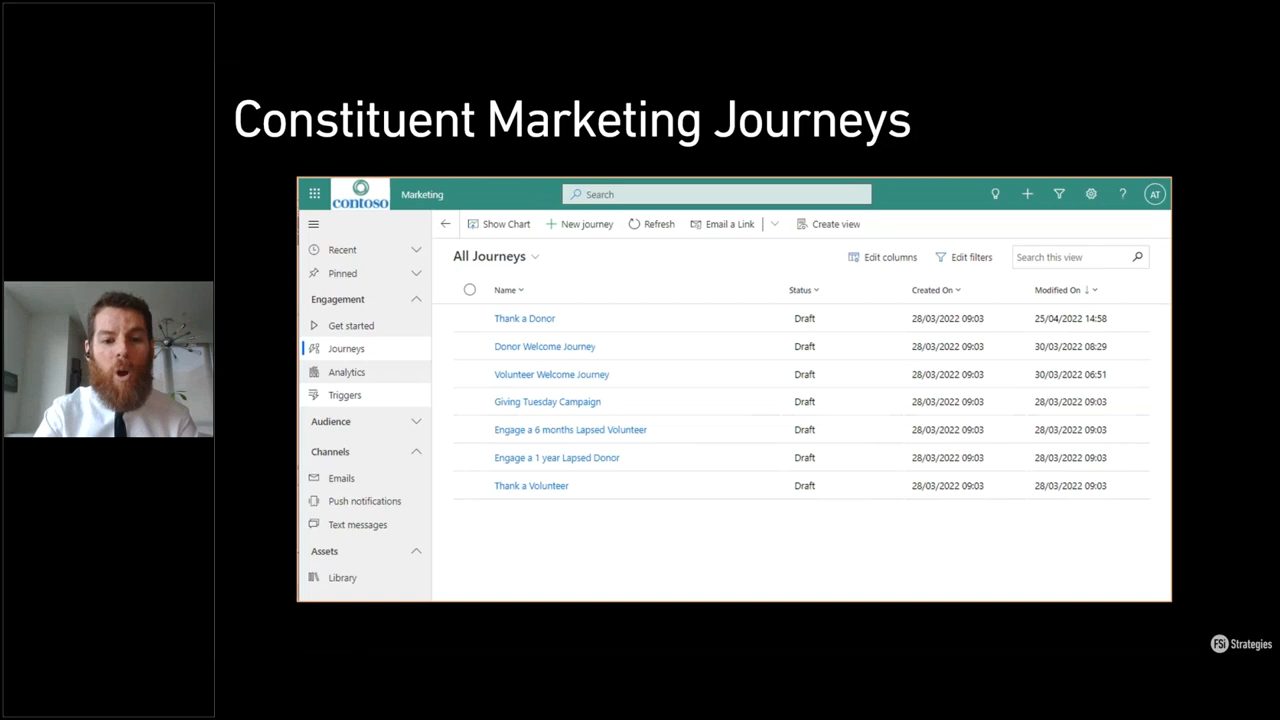 Constituent Marketing Journeys
contoso
Marketing
Search
?
AT
Show Chart
New journey
Refresh
Email a Link
Create view
Recent
Pinned
Engagement
Get started
Journeys
Analytics
Triggers
Audience
Channels
Emails
Push notifications
Text messages
Assets
Library
All Journeys
Edit columns
Edit filters
Search this view
Name Status Created On Modified On
Thank a Donor Draft 28/03/2022 09:03 25/04/2022 14:58
Donor Welcome Journey Draft 28/03/2022 09:03 30/03/2022 08:29
Volunteer Welcome Journey Draft 28/03/2022 09:03 30/03/2022 06:51
Giving Tuesday Campaign Draft 28/03/2022 09:03 28/03/2022 09:03
Engage a 6 months Lapsed Volunteer Draft 28/03/2022 09:03 28/03/2022 09:03
Engage a 1 year Lapsed Donor Draft 28/03/2022 09:03 28/03/2022 09:03
Thank a Volunteer Draft 28/03/2022 09:03 28/03/2022 09:03
FSi Strategies